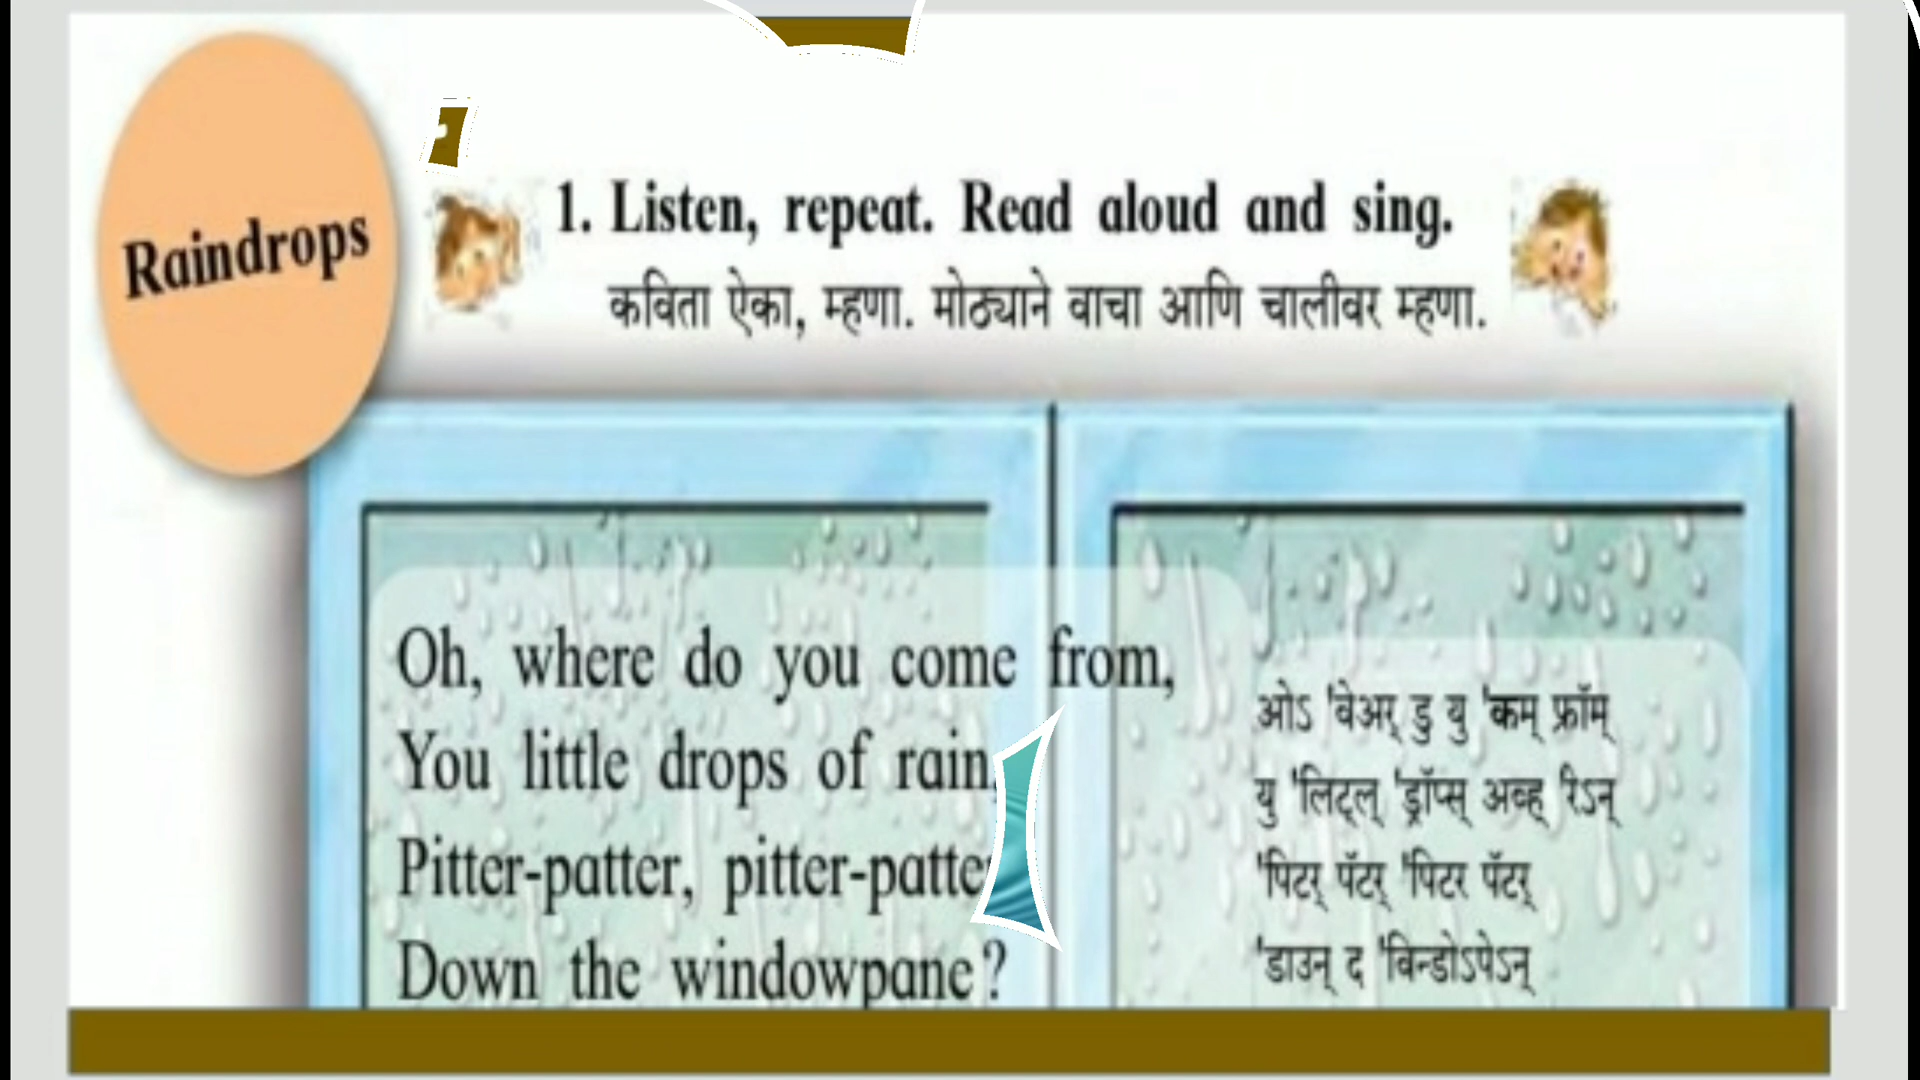 Raindrops
1. Listen, repeat. Read aloud and sing.
कविता ऐका, म्हणा. मोठ्याने वाचा आणि चालीवर म्हणा.
Oh, where do you come from,
You little drops of rain,
Pitter-patter, pitter-patter
Down the windowpane?
ओऽ 'वेअर् डु यु 'कम् फ्रॉम्
यु 'लिट्ल् 'ड्रॉप्स् अव्ह् 'रेऽन्
'पिटर् पॅटर् 'पिटर पॅटर्
'डाउन् द 'विन्डोऽपेऽन्